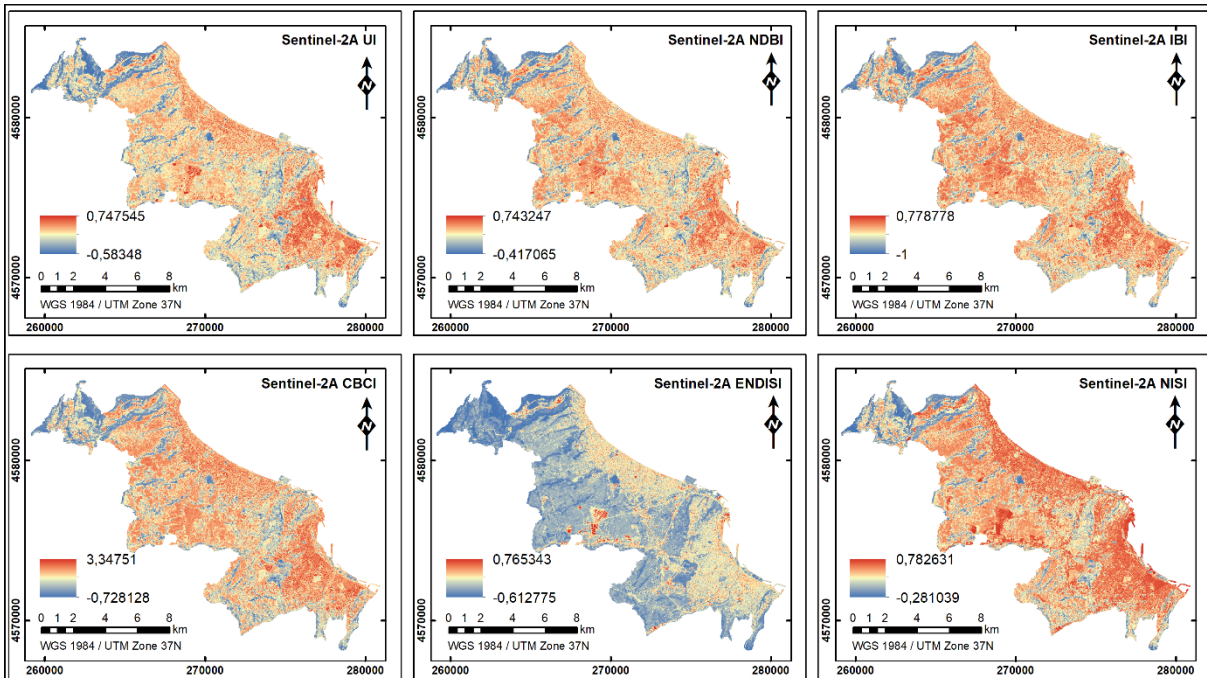 Sentinel-2A UI
N
4580000
4570000
0,747545
-0,58348
0 1 2 4 6 8
km
WGS 1984 / UTM Zone 37N
260000 270000 280000
Sentinel-2A NDBI
N
4580000
4570000
0,743247
-0,417065
0 1 2 4 6 8
km
WGS 1984 / UTM Zone 37N
260000 270000 280000
Sentinel-2A IBI
N
4580000
4570000
0,778778
-1
0 1 2 4 6 8
km
WGS 1984 / UTM Zone 37N
260000 270000 280000
Sentinel-2A CBCI
N
4580000
4570000
3,34751
-0,728128
0 1 2 4 6 8
km
WGS 1984 / UTM Zone 37N
260000 270000 280000
Sentinel-2A ENDISI
N
4580000
4570000
0,765343
-0,612775
0 1 2 4 6 8
km
WGS 1984 / UTM Zone 37N
260000 270000 280000
Sentinel-2A NISI
N
4580000
4570000
0,782631
-0,281039
0 1 2 4 6 8
km
WGS 1984 / UTM Zone 37N
260000 270000 280000